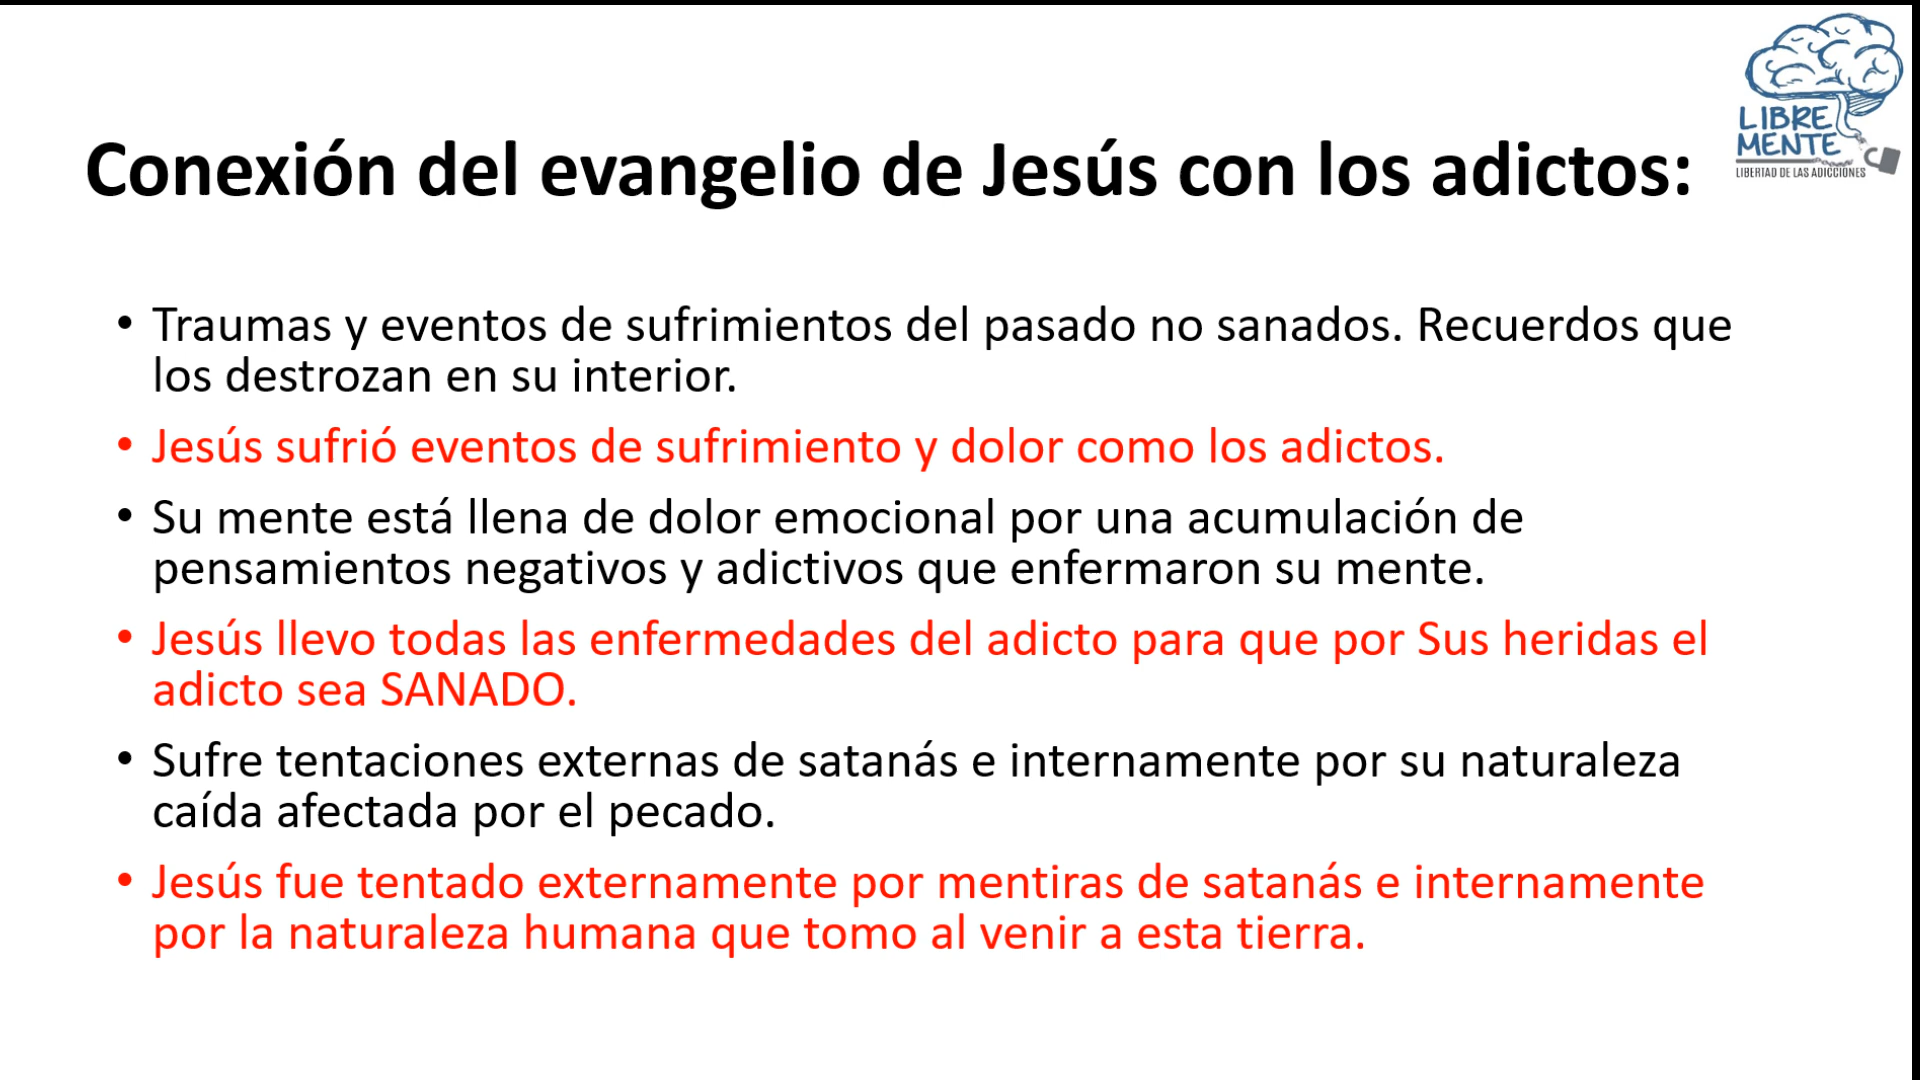 LIBRE
MENTE
LIBERTAD DE LAS ADICCIONES
Conexión del evangelio de Jesús con los adictos:
• Traumas y eventos de sufrimientos del pasado no sanados. Recuerdos que
los destrozan en su interior.
• Jesús sufrió eventos de sufrimiento y dolor como los adictos.
• Su mente está llena de dolor emocional por una acumulación de
pensamientos negativos y adictivos que enfermaron su mente.
• Jesús llevo todas las enfermedades del adicto para que por Sus heridas el
adicto sea SANADO.
• Sufre tentaciones externas de satanás e internamente por su naturaleza
caída afectada por el pecado.
• Jesús fue tentado externamente por mentiras de satanás e internamente
por la naturaleza humana que tomo al venir a esta tierra.